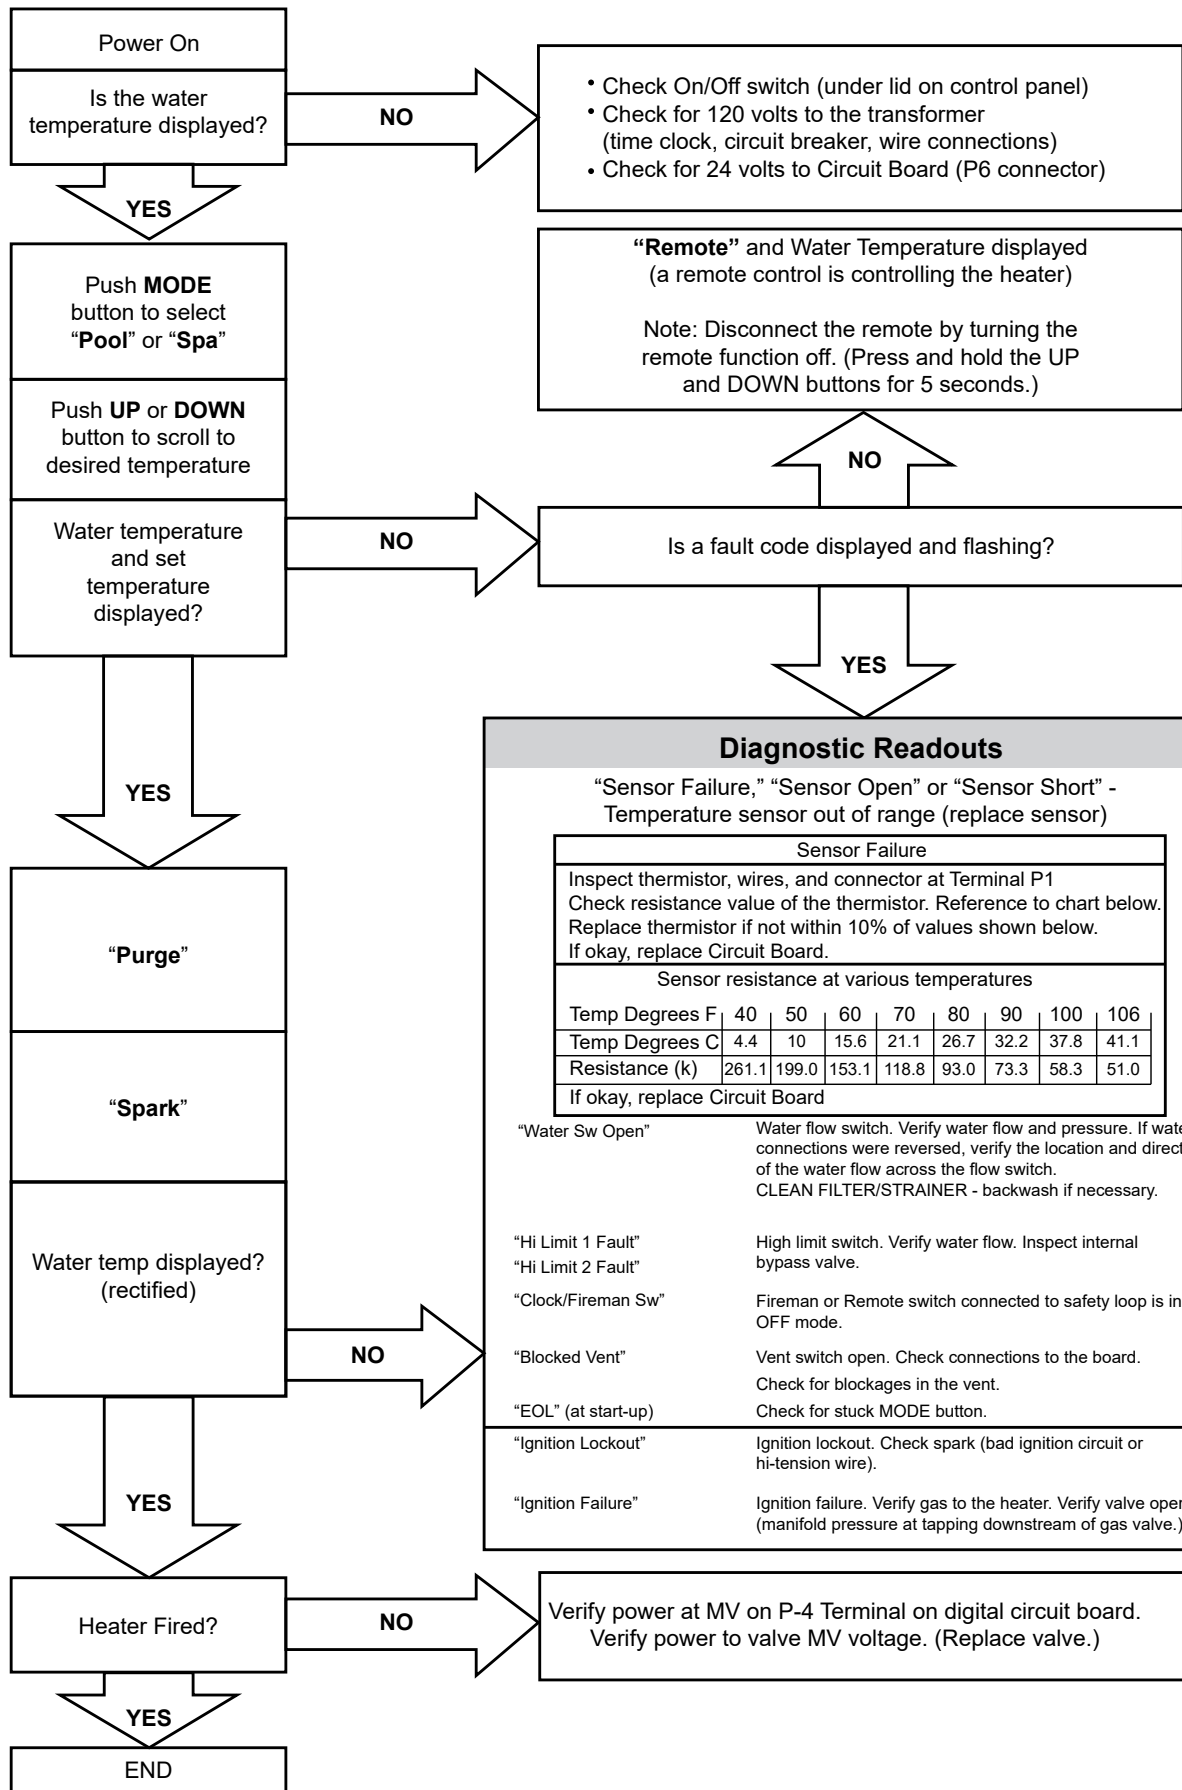 Power On
Is the water
temperature displayed?
NO
• Check On/Off switch (under lid on control panel)
• Check for 120 volts to the transformer
(time clock, circuit breaker, wire connections)
• Check for 24 volts to Circuit Board (P6 connector)
YES
Push MODE
button to select
“Pool” or “Spa”
Push UP or DOWN
button to scroll to
desired temperature
Water temperature
and set
temperature
displayed?
NO
“Remote” and Water Temperature displayed
(a remote control is controlling the heater)
Note: Disconnect the remote by turning the
remote function off. (Press and hold the UP
and DOWN buttons for 5 seconds.)
NO
Is a fault code displayed and flashing?
YES
YES
Diagnostic Readouts
“Sensor Failure,” “Sensor Open” or “Sensor Short” -
Temperature sensor out of range (replace sensor)
Sensor Failure
Inspect thermistor, wires, and connector at Terminal P1
Check resistance value of the thermistor. Reference to chart below.
Replace thermistor if not within 10% of values shown below.
If okay, replace Circuit Board.
Sensor resistance at various temperatures
Temp Degrees F 40 50 60 70 80 90 100 106
Temp Degrees C 4.4 10 15.6 21.1 26.7 32.2 37.8 41.1
Resistance (k) 261.1 199.0 153.1 118.8 93.0 73.3 58.3 51.0
If okay, replace Circuit Board
“Water Sw Open” Water flow switch. Verify water flow and pressure. If wate
connections were reversed, verify the location and direct
of the water flow across the flow switch.
CLEAN FILTER/STRAINER - backwash if necessary.
“Hi Limit 1 Fault” High limit switch. Verify water flow. Inspect internal
“Hi Limit 2 Fault” bypass valve.
“Clock/Fireman Sw” Fireman or Remote switch connected to safety loop is in
OFF mode.
“Blocked Vent” Vent switch open. Check connections to the board.
Check for blockages in the vent.
“EOL” (at start-up) Check for stuck MODE button.
“Ignition Lockout” Ignition lockout. Check spark (bad ignition circuit or
hi-tension wire).
“Ignition Failure” Ignition failure. Verify gas to the heater. Verify valve oper
(manifold pressure at tapping downstream of gas valve.)
“Purge”
“Spark”
Water temp displayed?
(rectified)
NO
YES
Heater Fired?
NO
Verify power at MV on P-4 Terminal on digital circuit board.
Verify power to valve MV voltage. (Replace valve.)
YES
END